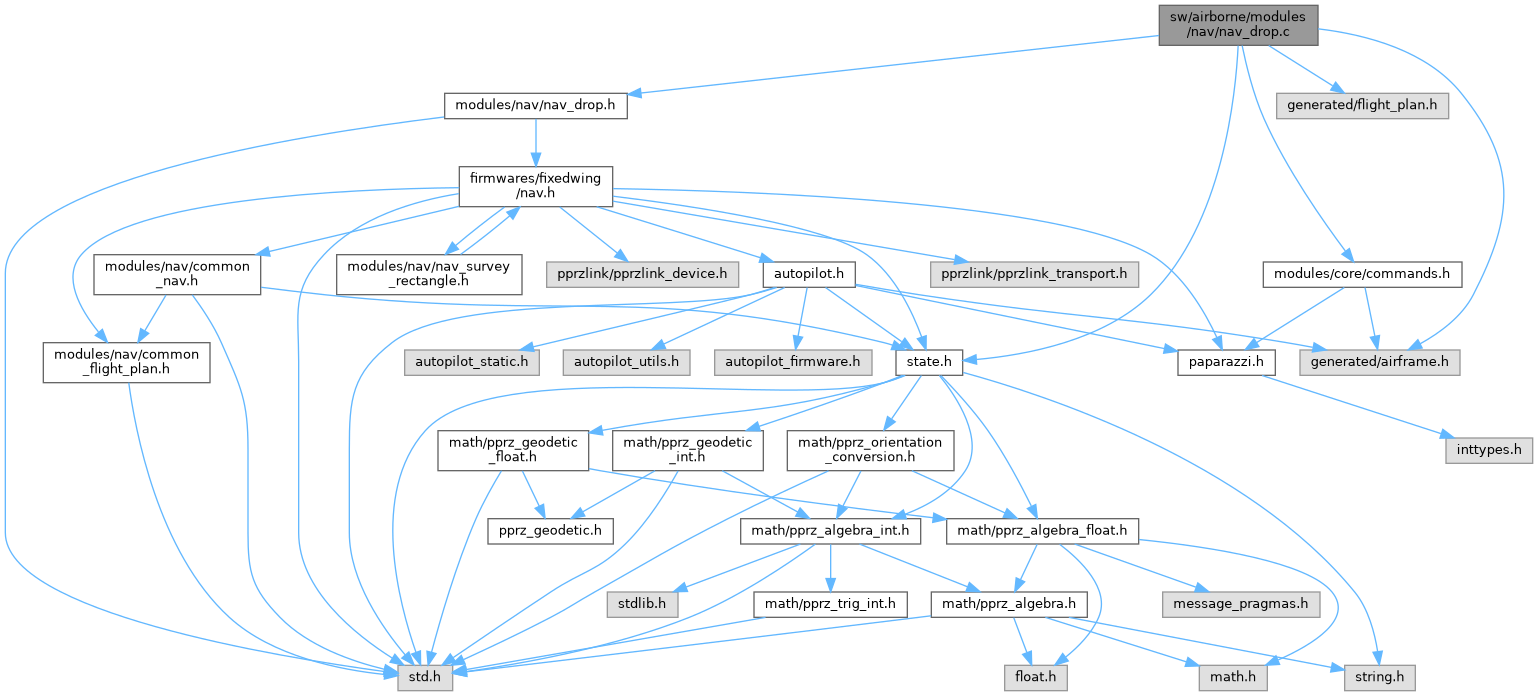 sw/airborne/modules
/nav/nav_drop.c
modules/nav/nav_drop.h
generated/flight_plan.h
firmwares/fixedwing
/nav.h
modules/nav/common
_nav.h
modules/nav/nav_survey
_rectangle.h
pprzlink/pprzlink_device.h
autopilot.h
pprzlink/pprzlink_transport.h
modules/core/commands.h
modules/nav/common
_flight_plan.h
autopilot_static.h
autopilot_utils.h
autopilot_firmware.h
state.h
paparazzi.h
generated/airframe.h
math/pprz_geodetic
_float.h
math/pprz_geodetic
_int.h
math/pprz_orientation
_conversion.h
inttypes.h
pprz_geodetic.h
math/pprz_algebra_int.h
math/pprz_algebra_float.h
stdlib.h
math/pprz_trig_int.h
math/pprz_algebra.h
message_pragmas.h
std.h
float.h
math.h
string.h